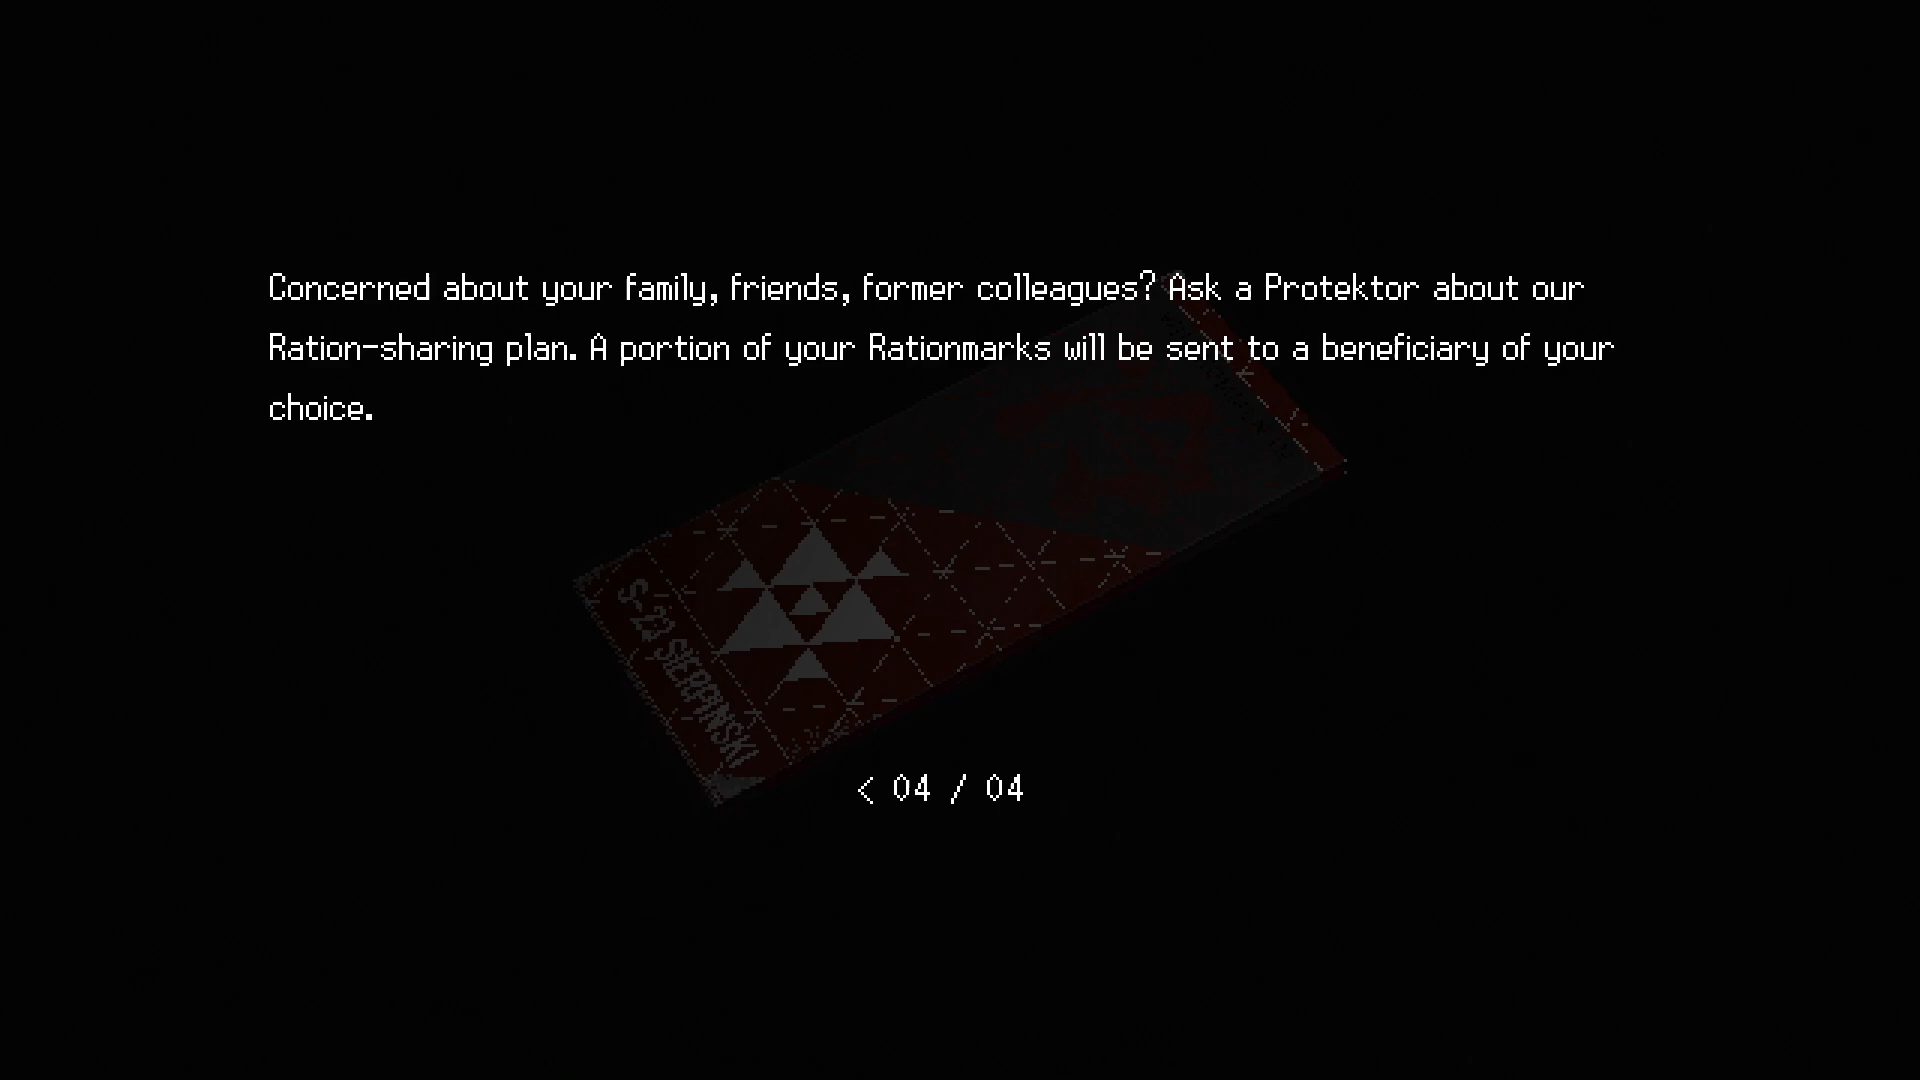 Concerned about your family, friends, former colleagues? Ask a Protektor about our
Ration-sharing plan. A portion of your Rationmarks will be sent to a beneficiary of your
choice.
S-23 SIERPINSKI
< 04 / 04